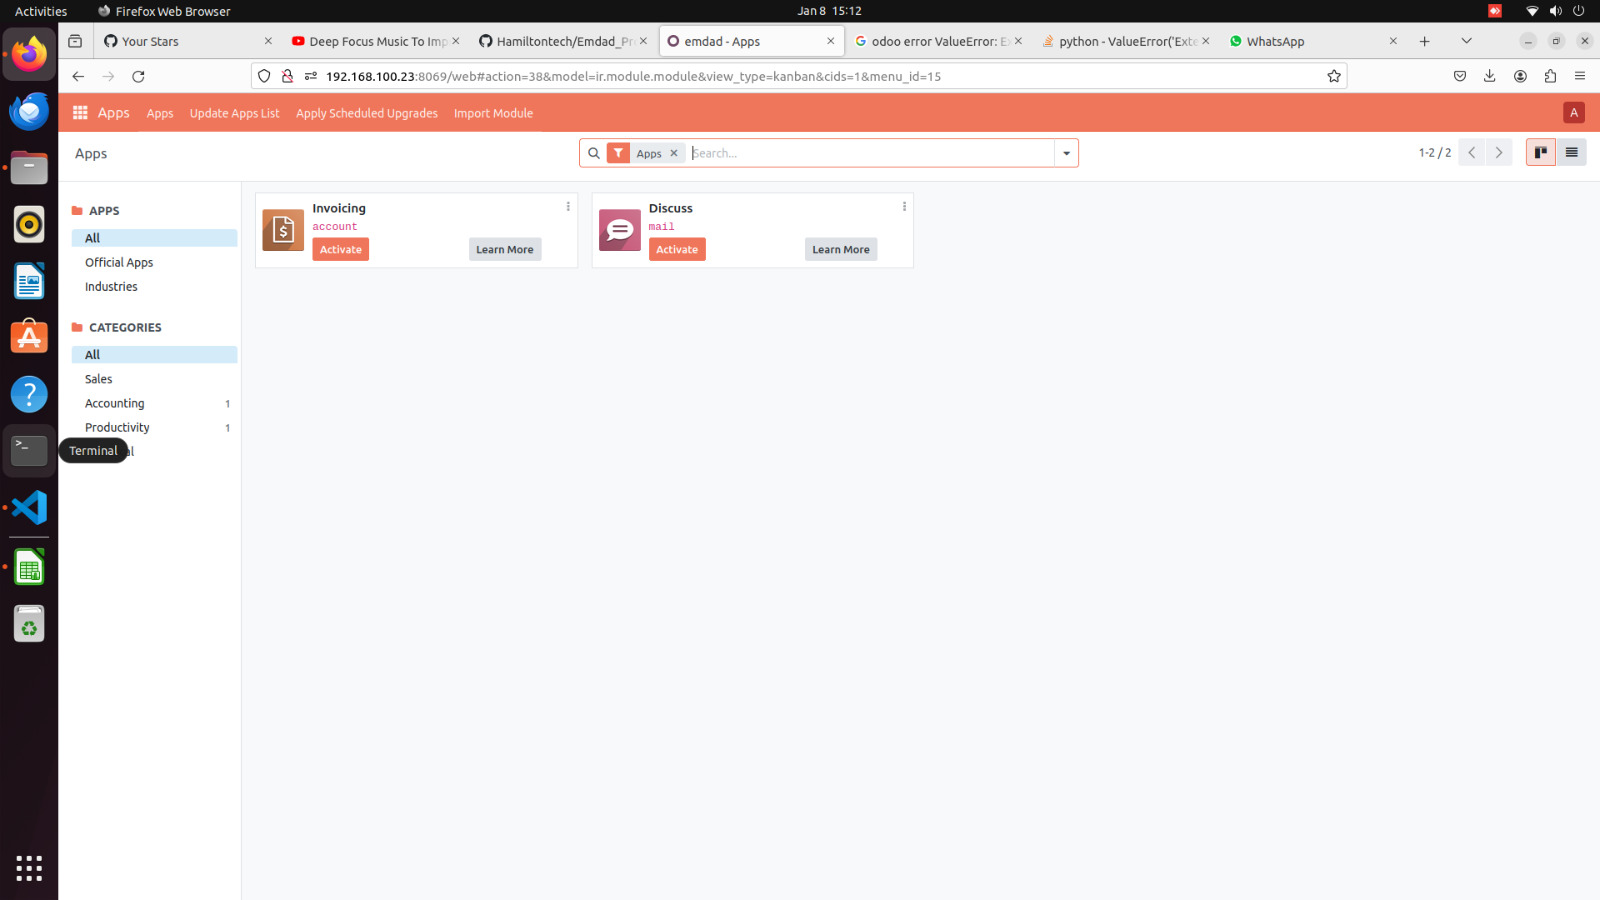 Activities
Firefox Web Browser
Jan 8 15:12
Your Stars
Deep Focus Music To Imp
Hamiltontech/Emdad_Pr
emdad - Apps
odoo error ValueError: E
python - ValueError('Exte
WhatsApp
192.168.100.23:8069/web#action=38&model=ir.module.module&view_type=kanban&cids=1&menu_id=15
Apps
Apps
Update Apps List
Apply Scheduled Upgrades
Import Module
A
Apps
Apps
Search...
1-2 / 2
APPS
All
Official Apps
Industries
CATEGORIES
All
Sales
Accounting 1
Productivity 1
Terminal
Invoicing
account
Activate
Learn More
Discuss
mail
Activate
Learn More